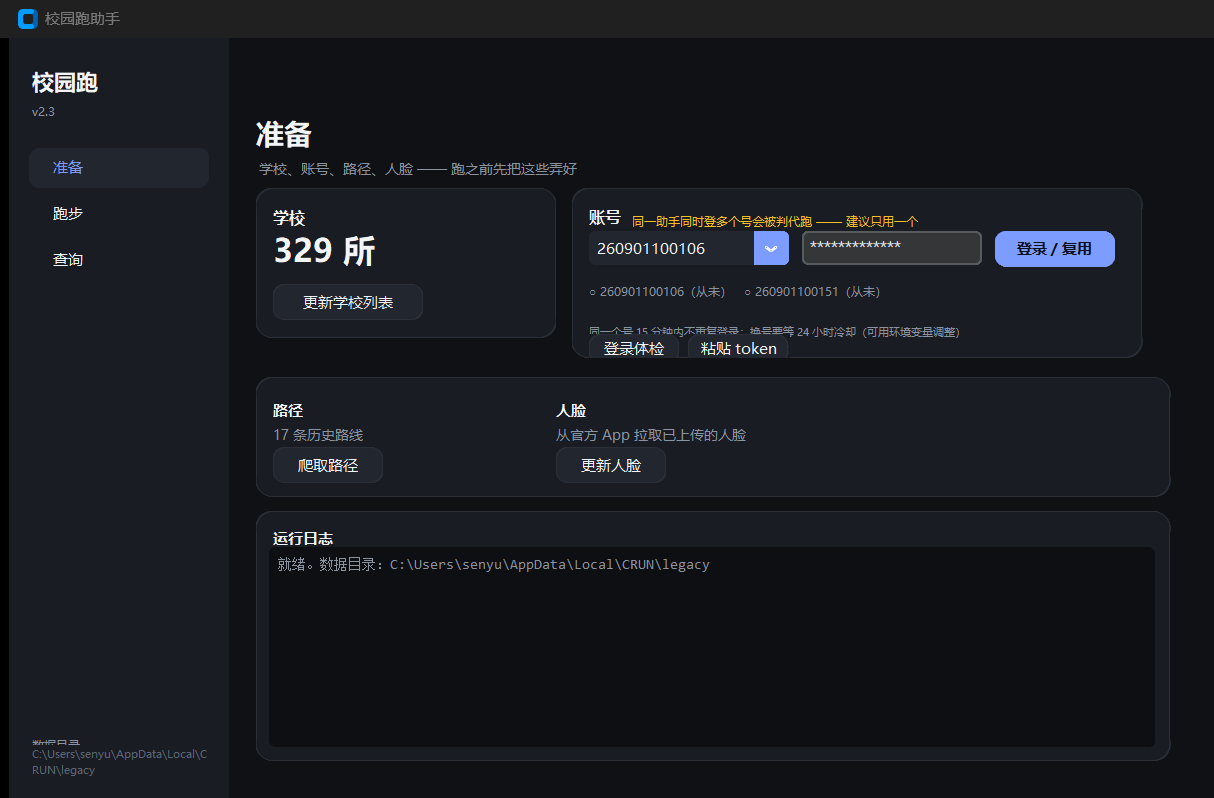 校园跑助手
校园跑
v2.3
准备
跑步
查询
数据目录
C:\Users\senyu\AppData\Local\C
RUN\legacy
准备
学校、账号、路径、人脸 —— 跑之前先把这些弄好
学校
329 所
更新学校列表
账号 同一助手同时登多个号会被判代跑 —— 建议只用一个
260901100106 ************* 登录 / 复用
○ 260901100106（从未） ○ 260901100151（从未）
同一个号 15 分钟内不重复登录；换号要等 24 小时冷却（可用环境变量调整）
登录体检 粘贴 token
路径
17 条历史路线
爬取路径
人脸
从官方 App 拉取已上传的人脸
更新人脸
运行日志
就绪。数据目录：C:\Users\senyu\AppData\Local\CRUN\legacy